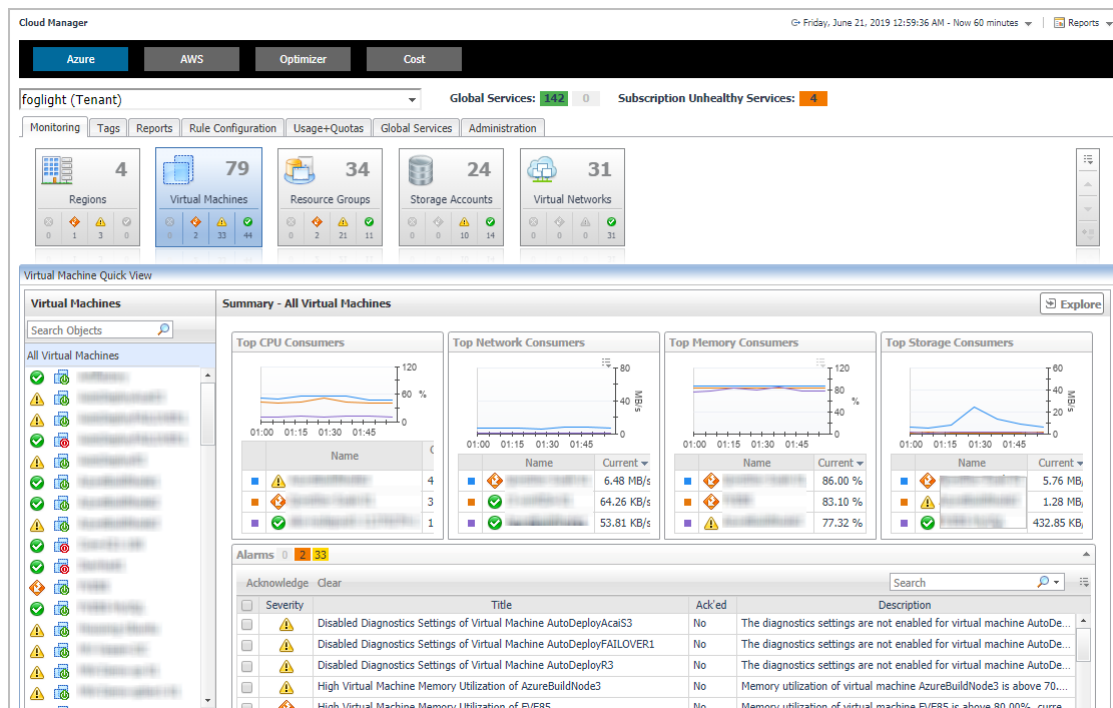 Cloud Manager
Friday, June 21, 2019 12:59:36 AM - Now 60 minutes
Reports
Azure AWS Optimizer Cost
foglight (Tenant)
Global Services: 142 0 Subscription Unhealthy Services: 4
Monitoring Tags Reports Rule Configuration Usage+Quotas Global Services Administration
4 79 34 24 31
Regions Virtual Machines Resource Groups Storage Accounts Virtual Networks
0 1 3 0 0 2 33 44 0 2 21 11 0 0 10 14 0 0 0 31
Virtual Machine Quick View
Virtual Machines
Search Objects
All Virtual Machines
Summary - All Virtual Machines
Explore
Top CPU Consumers
120
60 %
0
01:00 01:15 01:30 01:45
Name
4
3
1
Top Network Consumers
80
40 MB/s
0
01:00 01:15 01:30 01:45
Name Current
6.48 MB/s
64.26 KB/s
53.81 KB/s
Top Memory Consumers
120
80
40
0
%
01:00 01:15 01:30 01:45
Name Current
86.00 %
83.10 %
77.32 %
Top Storage Consumers
60
40
20
0
MB/s
01:00 01:15 01:30 01:45
Name Current
5.76 MB/
1.28 MB/
432.85 KB/
Alarms 0 2 33
Acknowledge Clear
Search
Severity Title Ack'ed Description
Disabled Diagnostics Settings of Virtual Machine AutoDeployAcaiS3 No The diagnostics settings are not enabled for virtual machine AutoDe...
Disabled Diagnostics Settings of Virtual Machine AutoDeployFAILOVER1 No The diagnostics settings are not enabled for virtual machine AutoDe...
Disabled Diagnostics Settings of Virtual Machine AutoDeployR3 No The diagnostics settings are not enabled for virtual machine AutoDe...
High Virtual Machine Memory Utilization of AzureBuildNode3 No Memory utilization of virtual machine AzureBuildNode3 is above 70....
High Virtual Machine Memory Utilization of FVE85 No Memory utilization of virtual machine FVE85 is above 80.00%, curre...